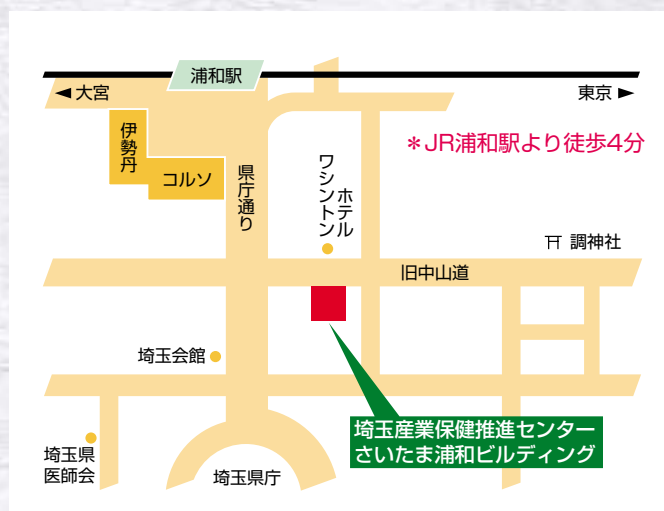 浦和駅
◄大宮
東京►
伊勢丹
コルソ
県庁通り
ワシントン
ホテル
＊JR浦和駅より徒歩4分
調神社
旧中山道
埼玉会館
埼玉産業保健推進センター
さいたま浦和ビルディング
埼玉県
医師会
埼玉県庁